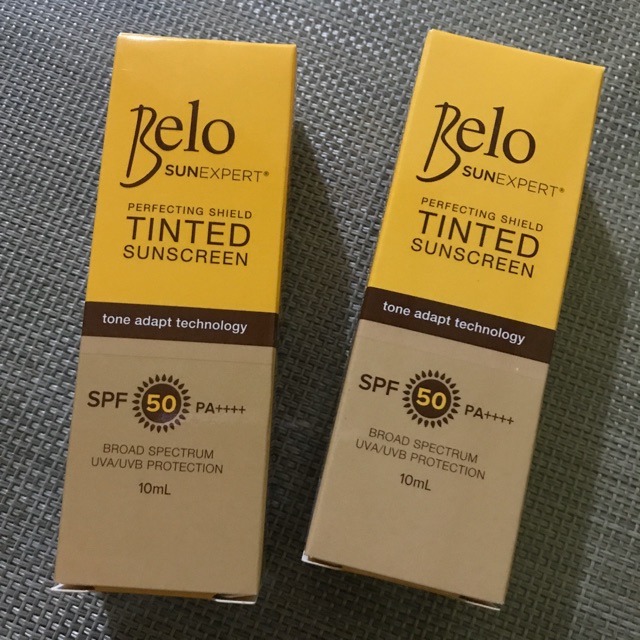 Belo
SUNEXPERT®
PERFECTING SHIELD
TINTED
SUNSCREEN
tone adapt technology
SPF 50 PA++++
BROAD SPECTRUM
UVA/UVB PROTECTION
10mL
Belo
SUNEXPERT®
PERFECTING SHIELD
TINTED
SUNSCREEN
tone adapt technology
SPF 50 PA++++
BROAD SPECTRUM
UVA/UVB PROTECTION
10mL